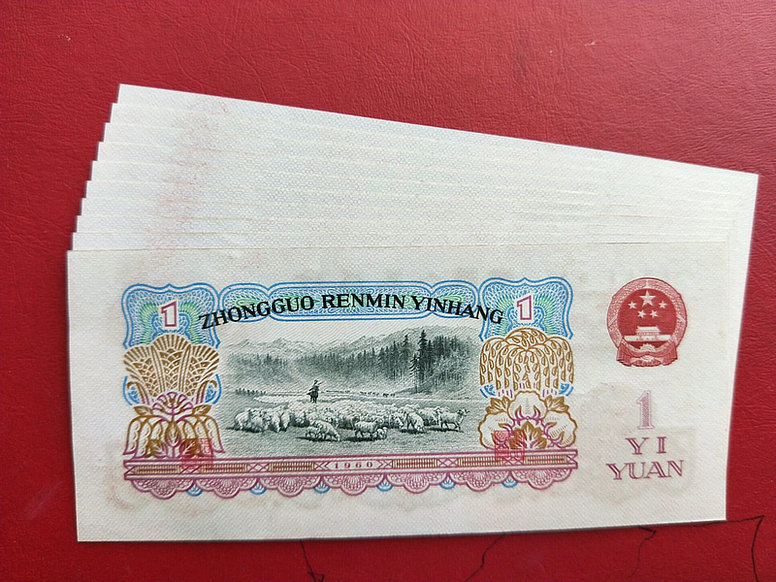 1 ZHONGGUO RENMIN YINHANG 1
1960
1
YI
YUAN